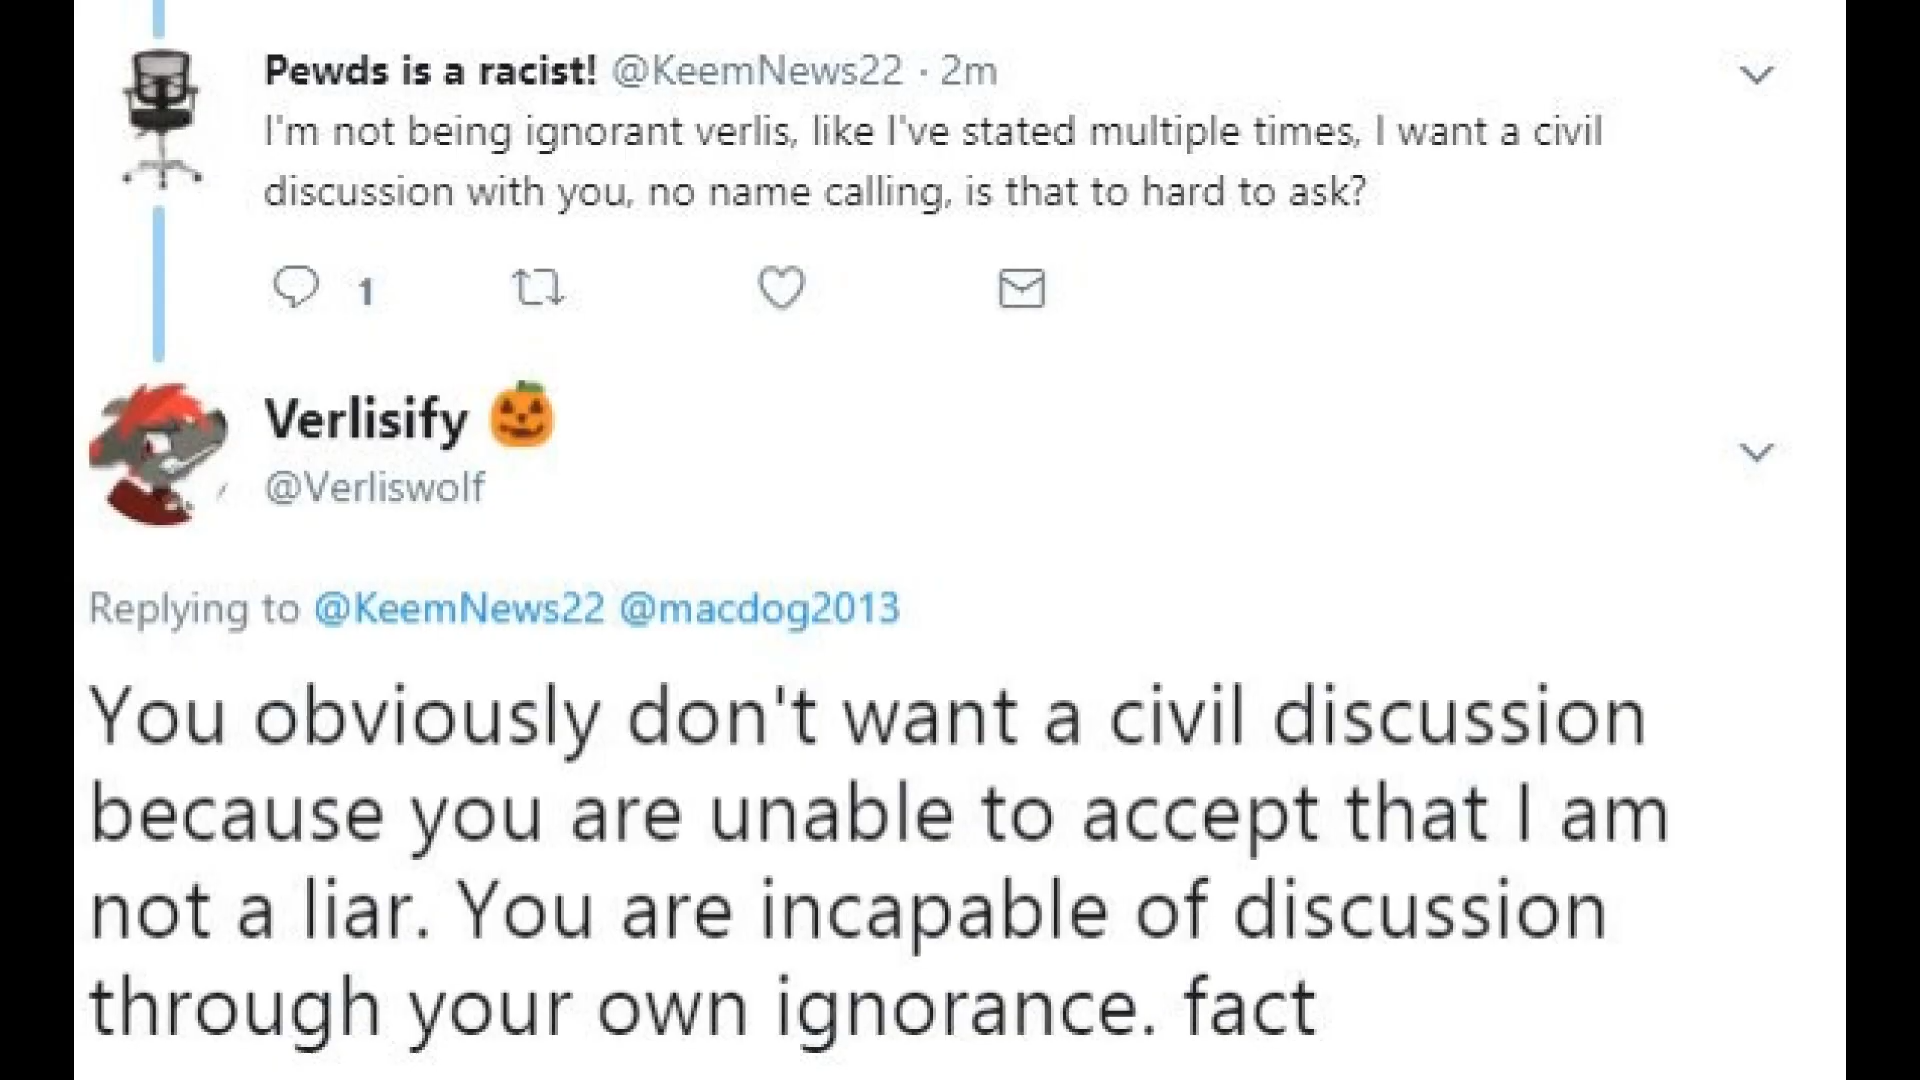 Pewds is a racist! @KeemNews22 · 2m
I'm not being ignorant verlis, like I've stated multiple times, I want a civil
discussion with you, no name calling, is that to hard to ask?
1
Verlisify 🎃
@Verliswolf
Replying to @KeemNews22 @macdog2013
You obviously don't want a civil discussion
because you are unable to accept that I am
not a liar. You are incapable of discussion
through your own ignorance. fact